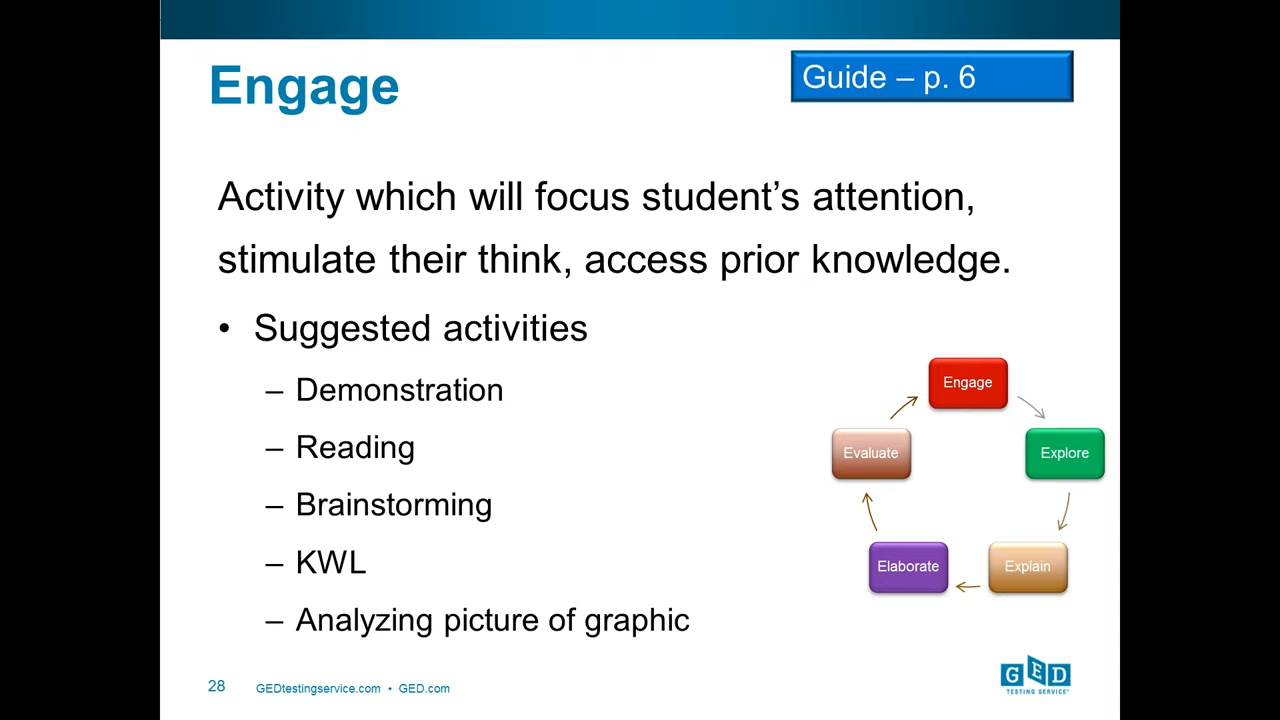 Engage
Guide – p. 6
Activity which will focus student’s attention,
stimulate their think, access prior knowledge.
• Suggested activities
– Demonstration
– Reading
– Brainstorming
– KWL
– Analyzing picture of graphic
Engage
Evaluate
Explore
Elaborate
Explain
28
GEDtestingservice.com • GED.com
GED
TESTING SERVICE